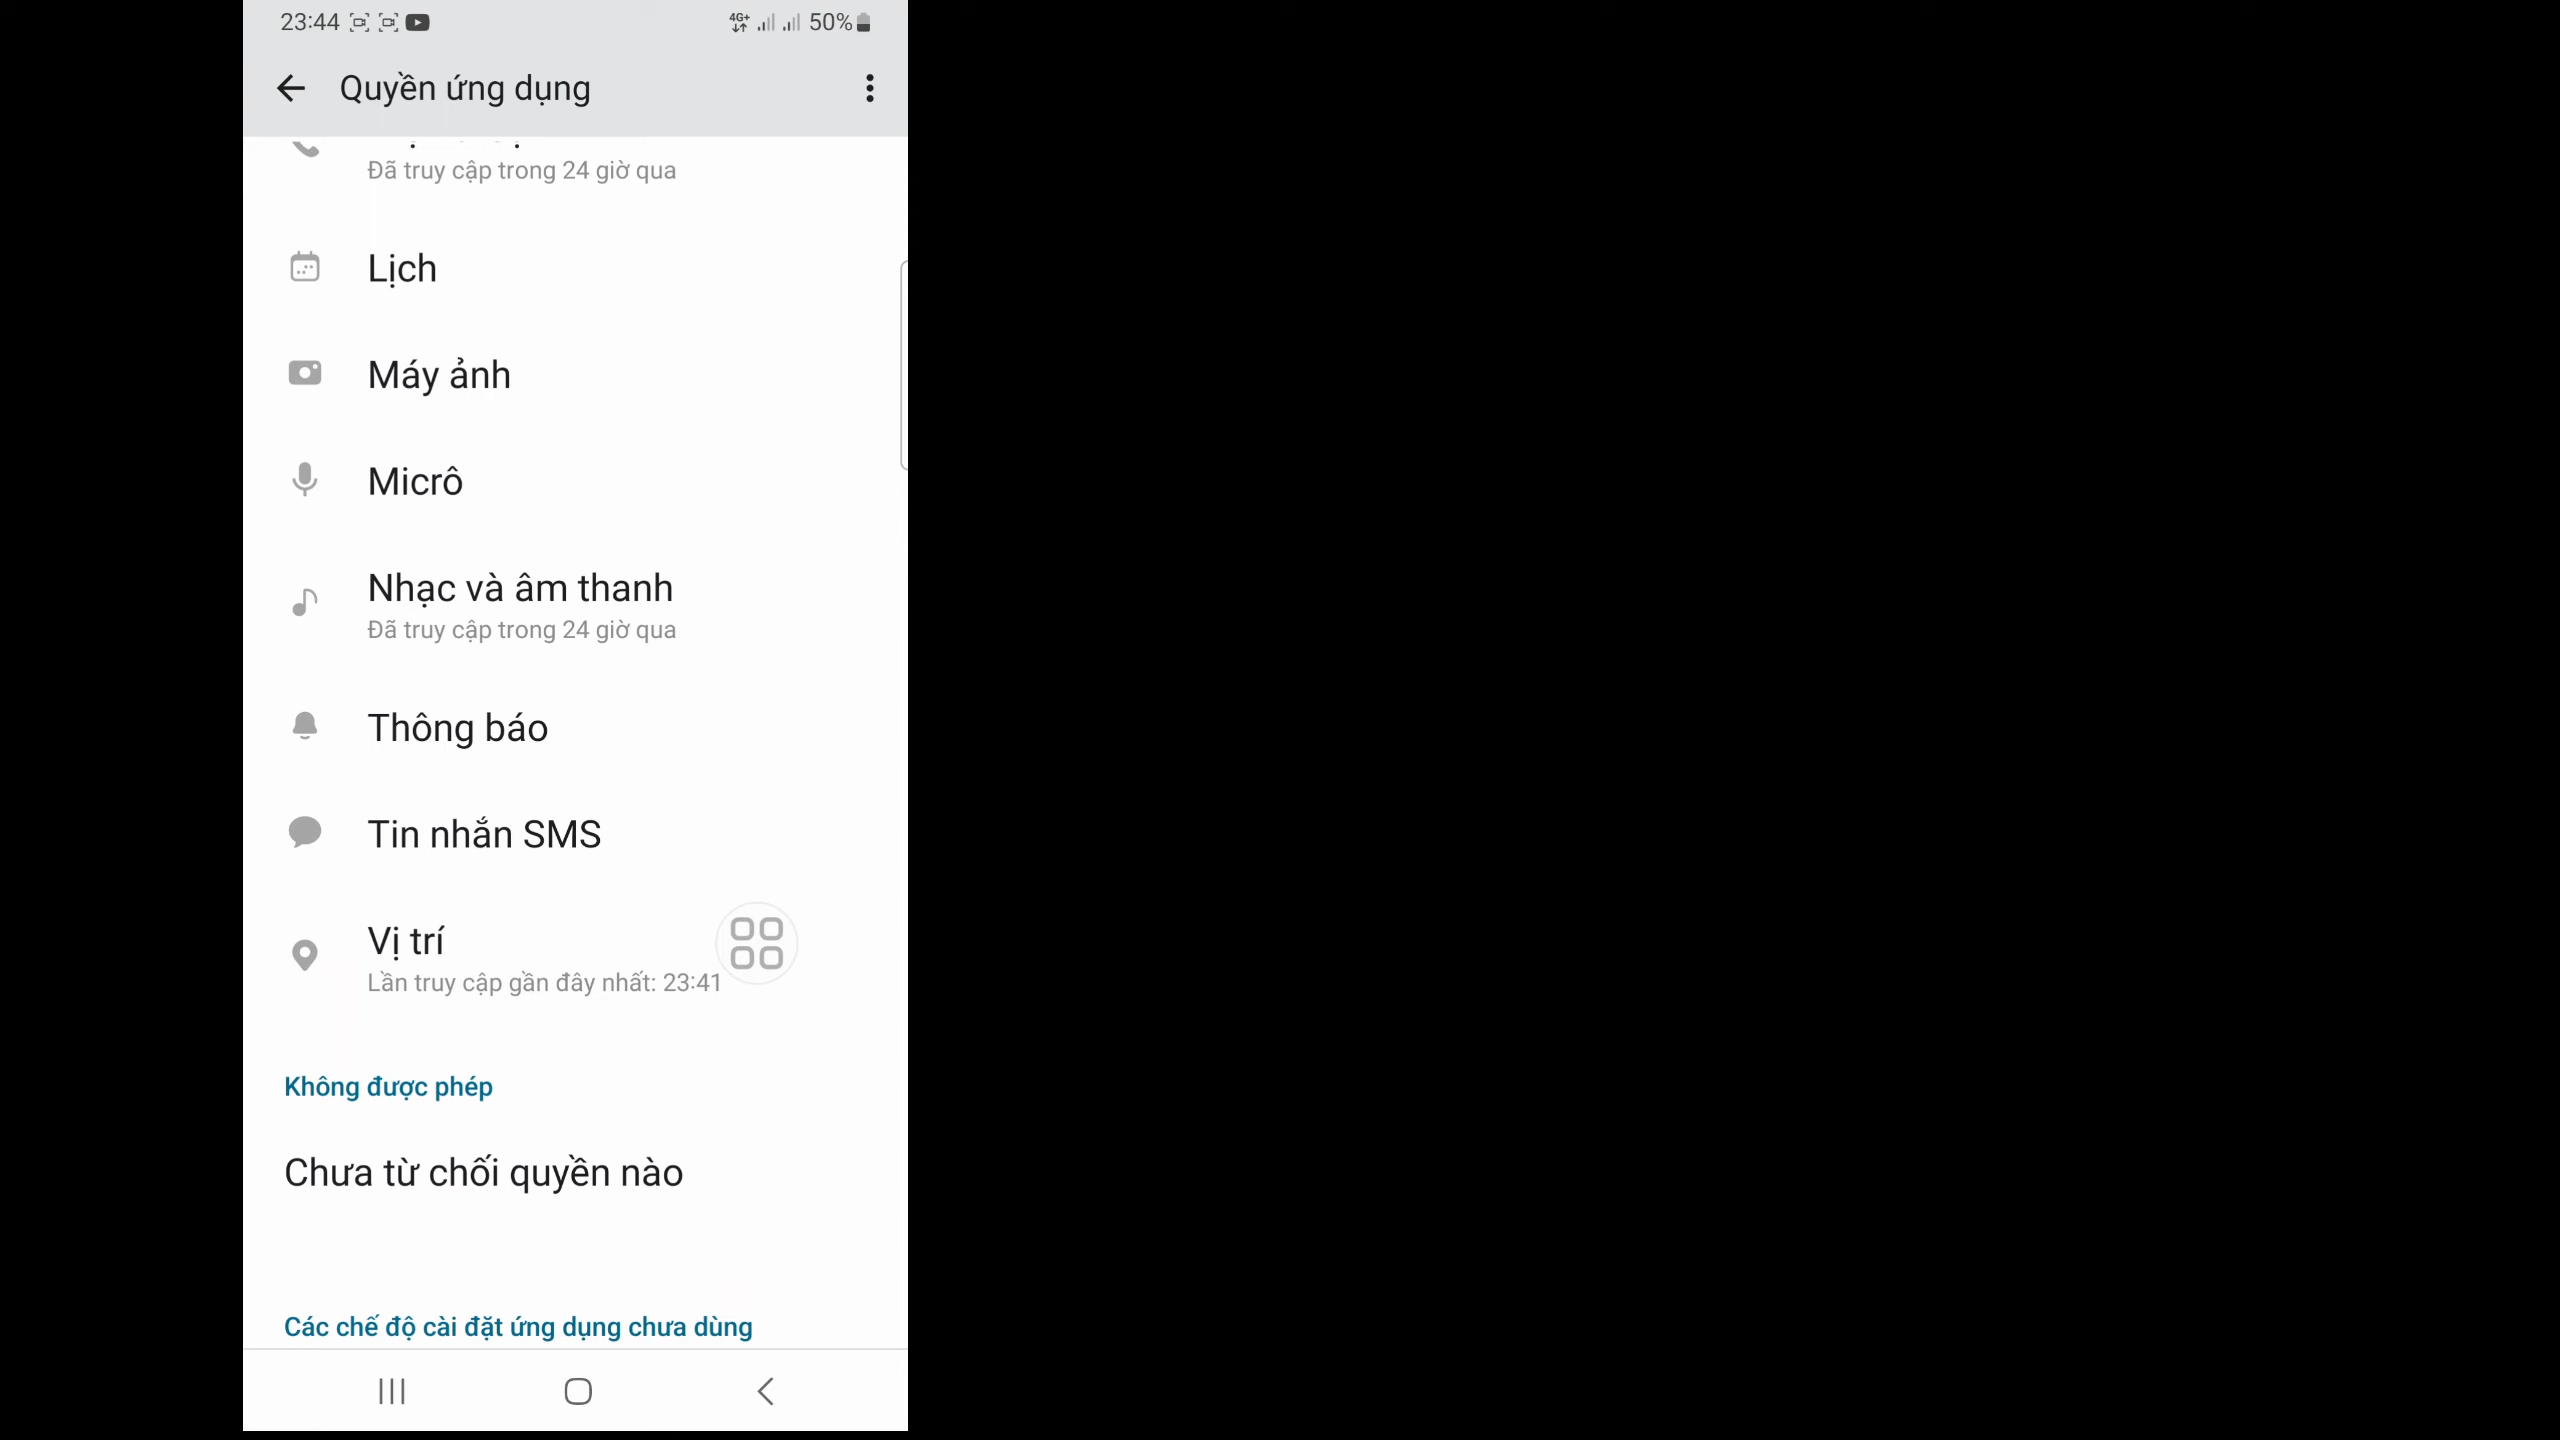 23:44
4G+ 50%
Quyền ứng dụng
Đã truy cập trong 24 giờ qua
Lịch
Máy ảnh
Micrô
Nhạc và âm thanh
Đã truy cập trong 24 giờ qua
Thông báo
Tin nhắn SMS
Vị trí
Lần truy cập gần đây nhất: 23:41
Không được phép
Chưa từ chối quyền nào
Các chế độ cài đặt ứng dụng chưa dùng